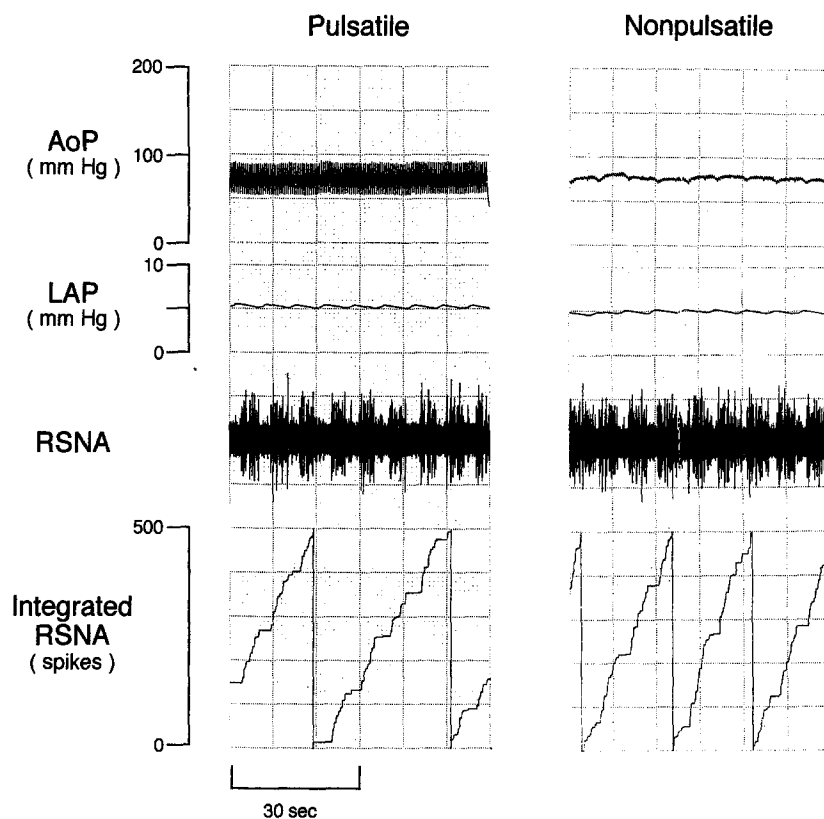 Pulsatile
Nonpulsatile
200
AoP
( mm Hg )
100
0
10
LAP
( mm Hg )
0
RSNA
500
Integrated
RSNA
( spikes )
0
30 sec